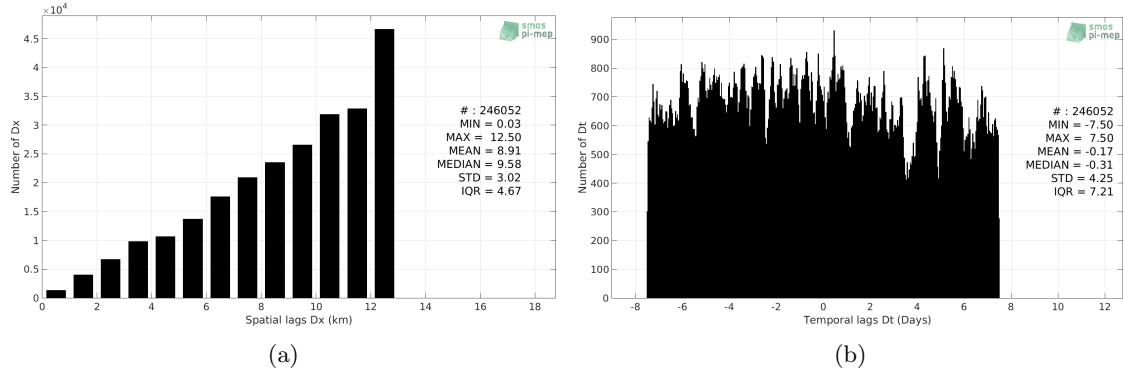 ×10⁴
4.5
4
3.5
3
2.5
2
1.5
1
0.5
0
Number of Dx
0 2 4 6 8 10 12 14 16 18
Spatial lags Dx (km)
smos
pi-mep
# : 246052
MIN = 0.03
MAX = 12.50
MEAN = 8.91
MEDIAN = 9.58
STD = 3.02
IQR = 4.67
(a)
900
800
700
600
500
400
300
200
100
0
Number of Dt
-8 -6 -4 -2 0 2 4 6 8 10 12
Temporal lags Dt (Days)
smos
pi-mep
# : 246052
MIN = -7.50
MAX = 7.50
MEAN = -0.17
MEDIAN = -0.31
STD = 4.25
IQR = 7.21
(b)